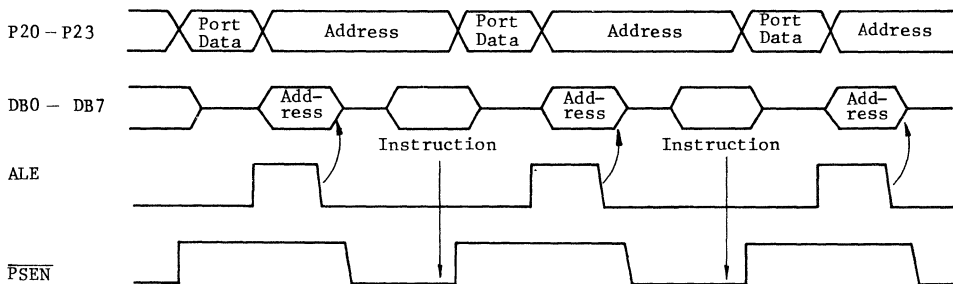 P20 – P23
Port Data
Address
Port Data
Address
Port Data
Address
DB0 – DB7
Add-
ress
Add-
ress
Add-
ress
Instruction
Instruction
ALE
PSEN